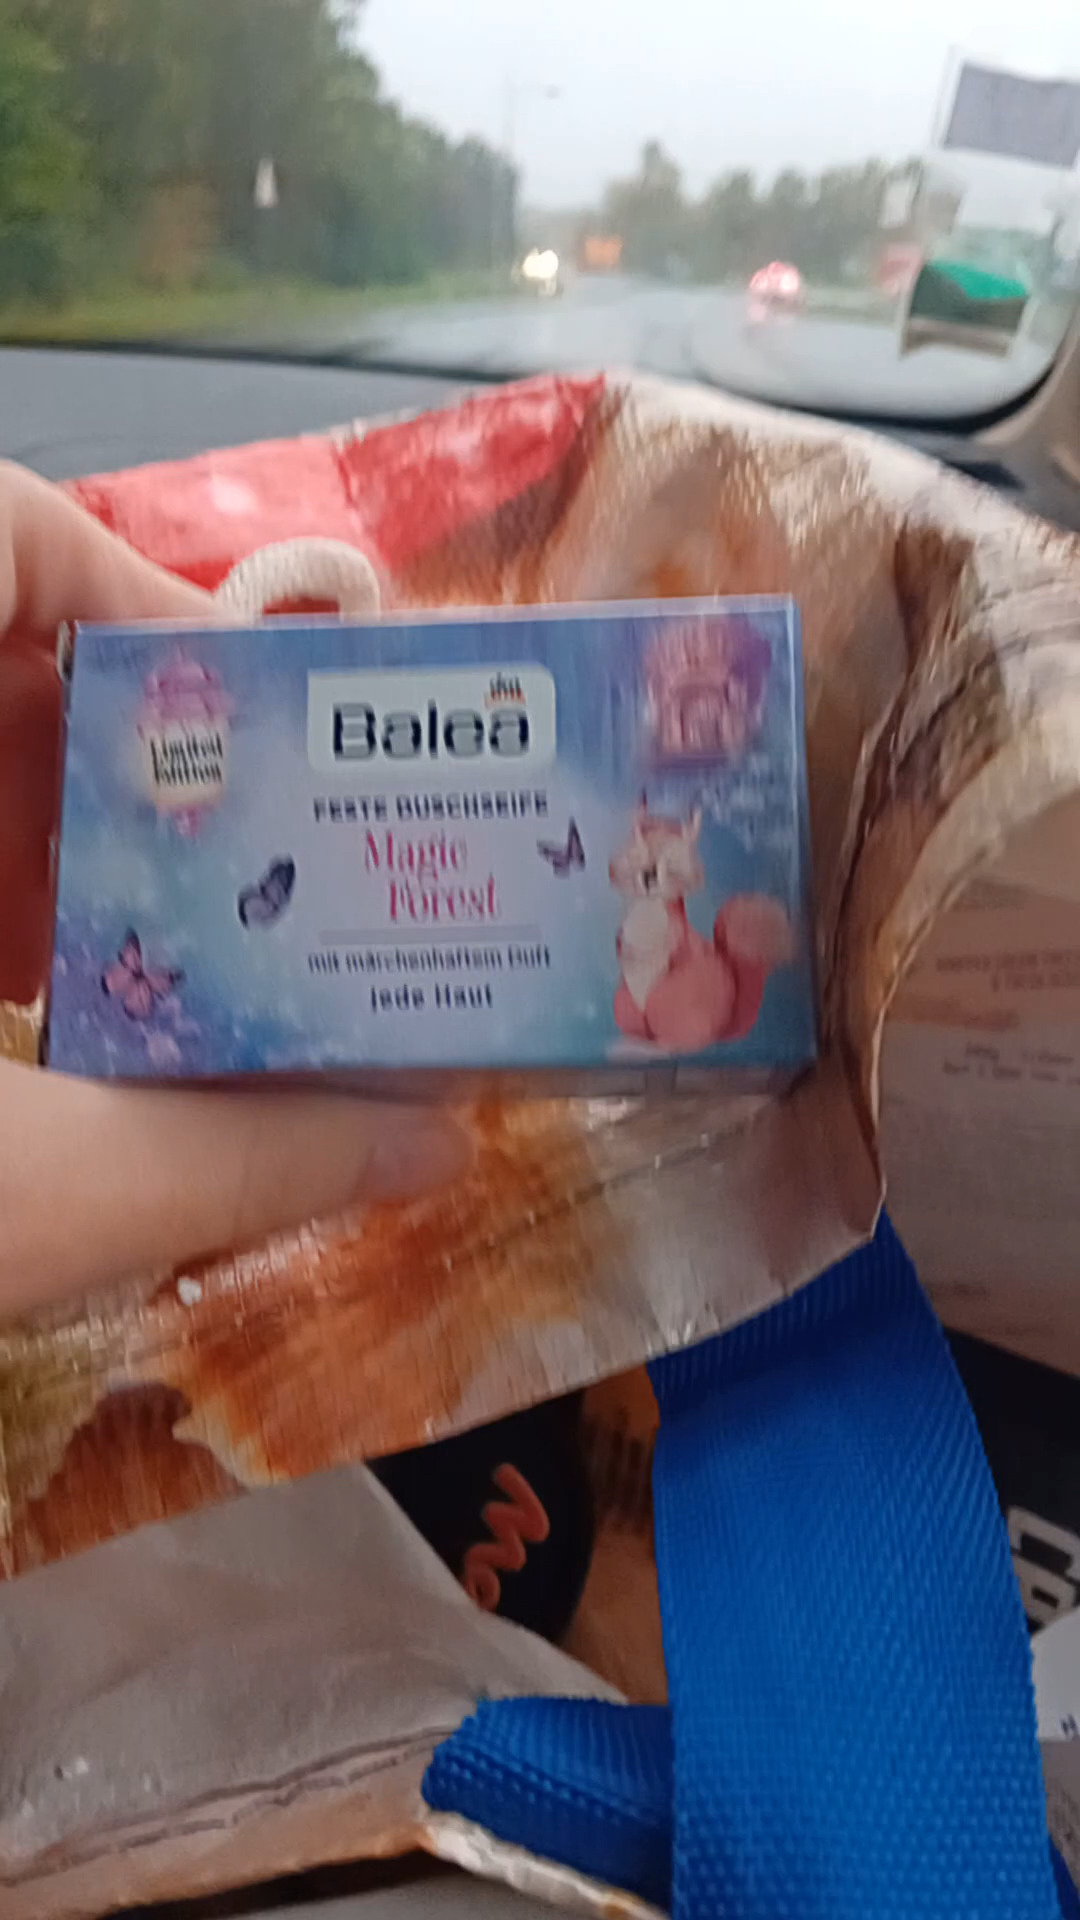 dm
Balea
Limited
Edition
FESTE DUSCHSEIFE
Magic
Forest
mit märchenhaftem Duft
Jede Haut